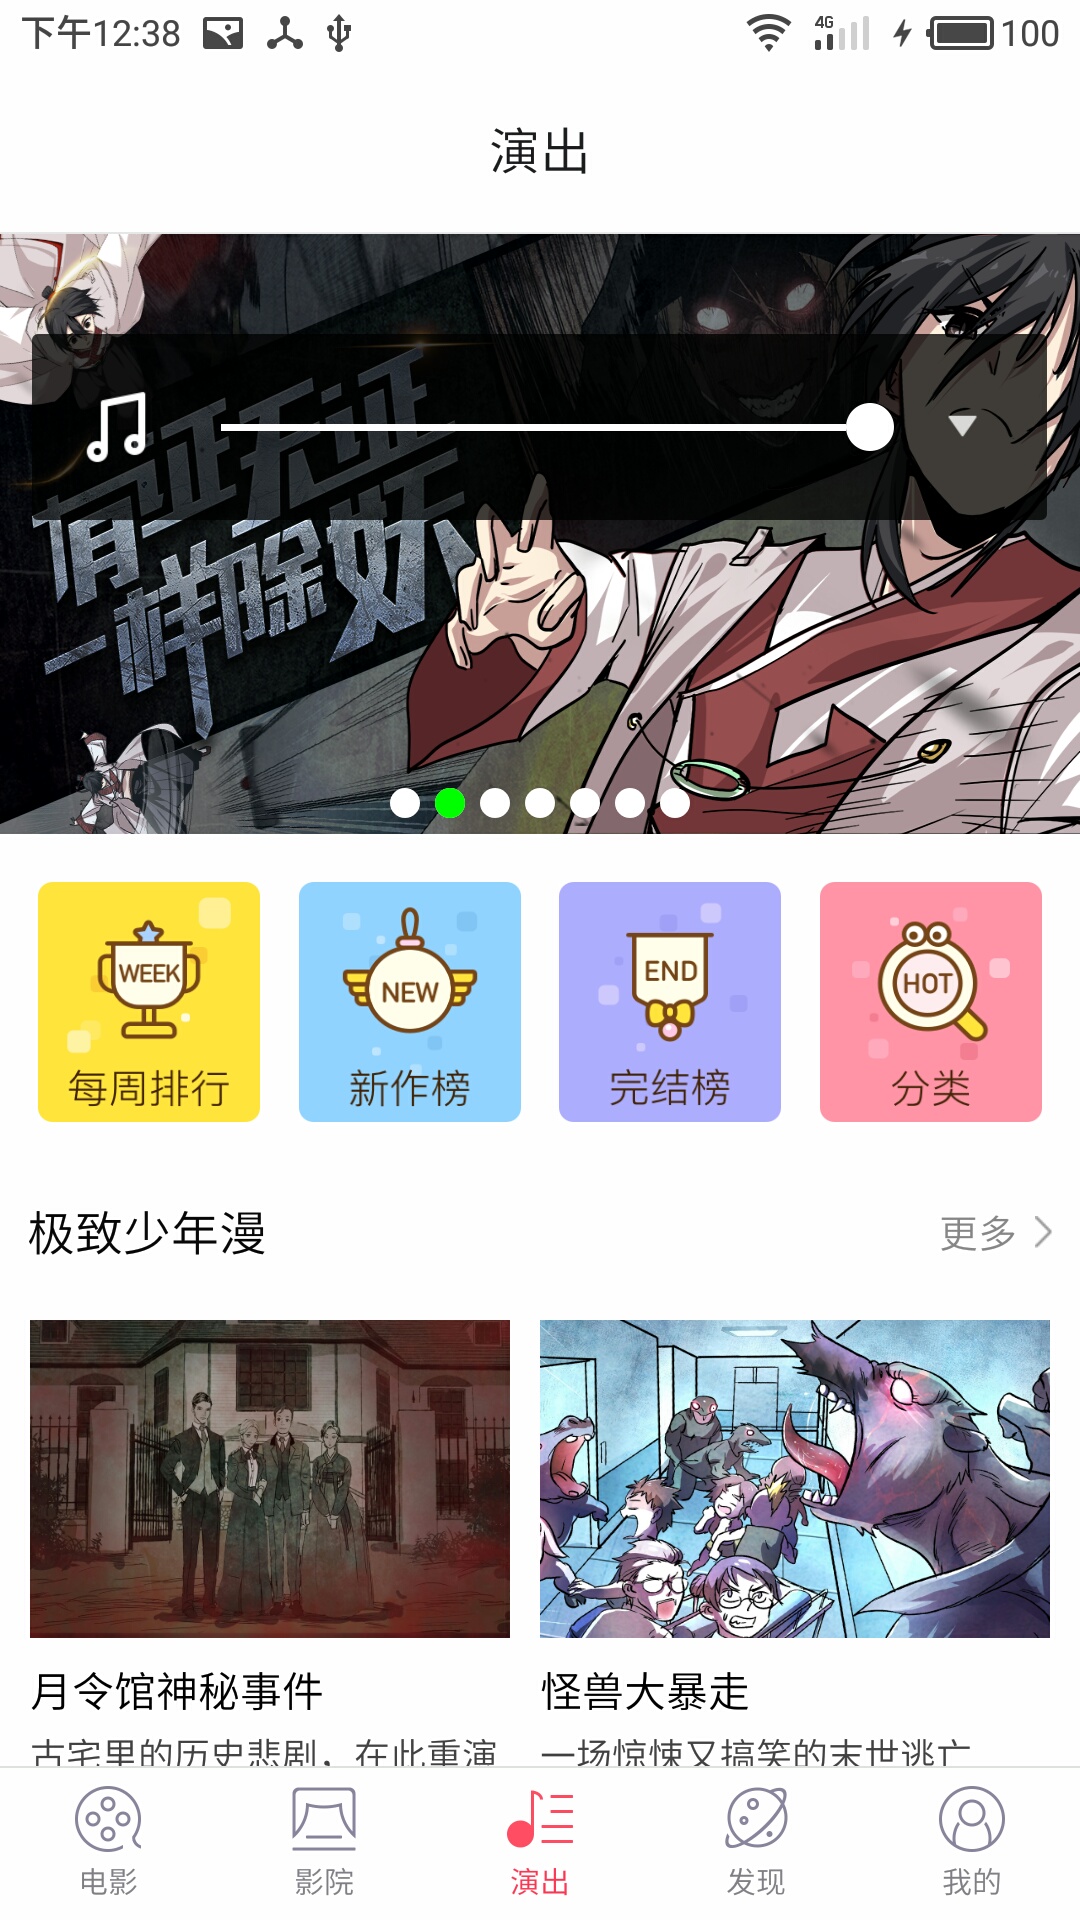 下午12:38
4G
100
演出
有证无证
一样除妖
WEEK
NEW
END
HOT
每周排行
新作榜
完结榜
分类
极致少年漫
更多
月令馆神秘事件
怪兽大暴走
古宅里的历史悲剧，在此重演
一场惊悚又搞笑的末世逃亡
电影
影院
演出
发现
我的